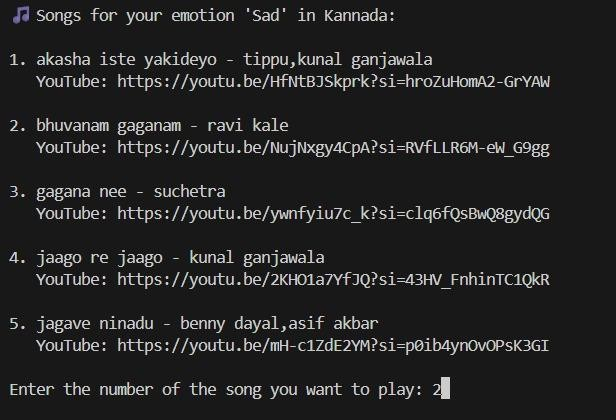 🎵 Songs for your emotion 'Sad' in Kannada:
1. akasha iste yakideyo - tippu,kunal ganjawala
YouTube: https://youtu.be/HfNtBJSkprk?si=hroZuHomA2-GrYAW
2. bhuvanam gaganam - ravi kale
YouTube: https://youtu.be/NujNxgy4CpA?si=RVfLLR6M-eW_G9gg
3. gagana nee - suchetra
YouTube: https://youtu.be/ywnfyiu7c_k?si=clq6fQsBwQ8gydQG
4. jaago re jaago - kunal ganjawala
YouTube: https://youtu.be/2KHO1a7YfJQ?si=43HV_FnhinTC1QkR
5. jagave ninadu - benny dayal,asif akbar
YouTube: https://youtu.be/mH-c1ZdE2YM?si=p0ib4ynOvOPsK3GI
Enter the number of the song you want to play: 2